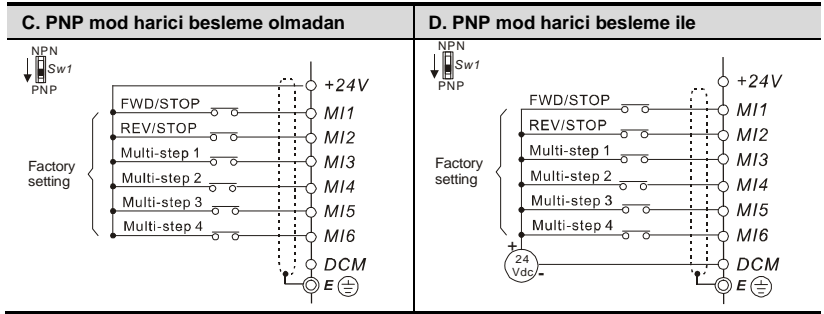 C. PNP mod harici besleme olmadan
NPN
Sw1
PNP
FWD/STOP
REV/STOP
Multi-step 1
Multi-step 2
Multi-step 3
Multi-step 4
Factory
setting
+24V
MI1
MI2
MI3
MI4
MI5
MI6
DCM
E
D. PNP mod harici besleme ile
NPN
Sw1
PNP
FWD/STOP
REV/STOP
Multi-step 1
Multi-step 2
Multi-step 3
Multi-step 4
Factory
setting
+
24
Vdc
-
+24V
MI1
MI2
MI3
MI4
MI5
MI6
DCM
E